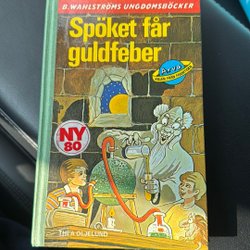 B.WAHLSTRÖMS UNGDOMSBÖCKER
Spöket får
guldfeber
NY
80
THEA OLJELUND